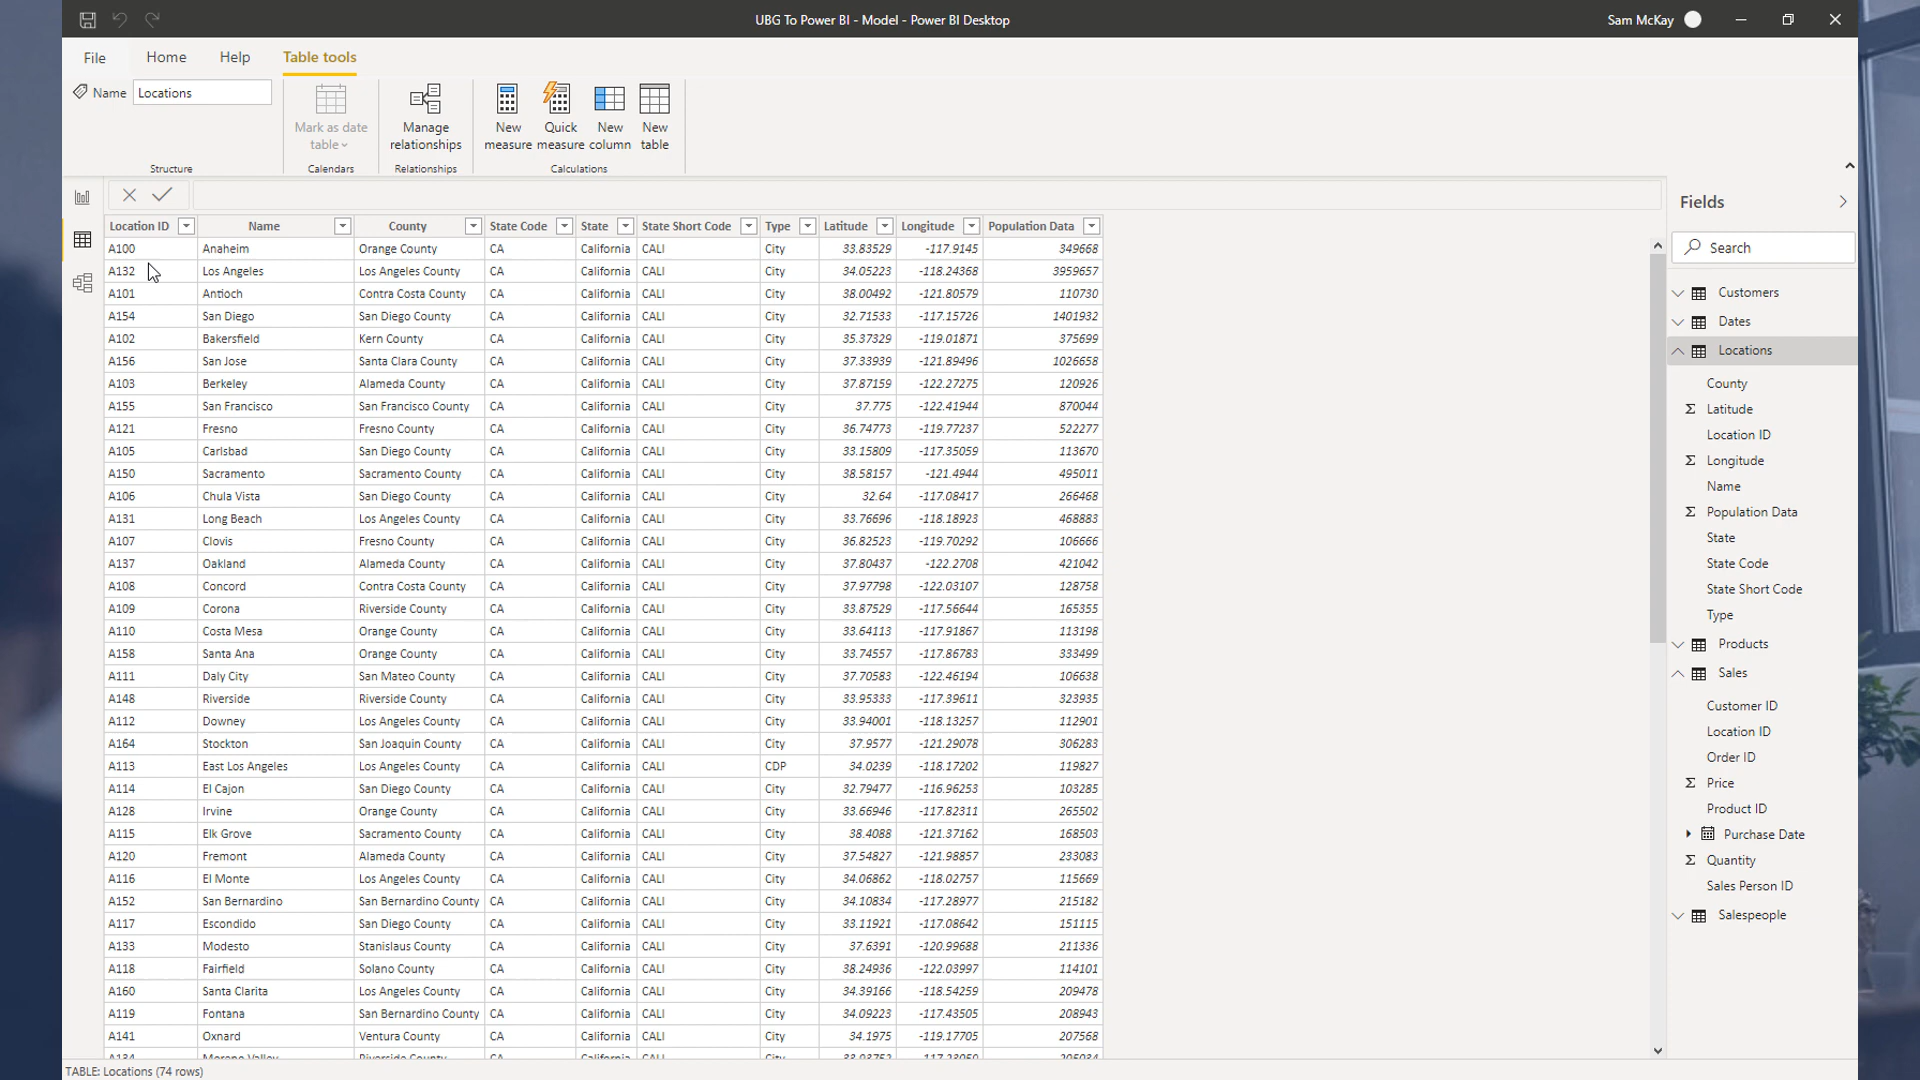 UBG To Power BI - Model - Power BI Desktop
Sam McKay
File Home Help Table tools
Name Locations
Mark as date table
Manage relationships
New measure
Quick measure
New column
New table
Structure Calendars Relationships Calculations
Location ID Name County State Code State State Short Code Type Latitude Longitude Population Data
A100 Anaheim Orange County CA California CALI City 33.83529 -117.9145 349668
A132 Los Angeles Los Angeles County CA California CALI City 34.05223 -118.24368 3959657
A101 Antioch Contra Costa County CA California CALI City 38.00492 -121.80579 110730
A154 San Diego San Diego County CA California CALI City 32.71533 -117.15726 1401932
A102 Bakersfield Kern County CA California CALI City 35.37329 -119.01871 375699
A156 San Jose Santa Clara County CA California CALI City 37.33939 -121.89496 1026658
A103 Berkeley Alameda County CA California CALI City 37.87159 -122.27275 120926
A155 San Francisco San Francisco County CA California CALI City 37.775 -122.41944 870044
A121 Fresno Fresno County CA California CALI City 36.74773 -119.77237 522277
A105 Carlsbad San Diego County CA California CALI City 33.15809 -117.35059 113670
A150 Sacramento Sacramento County CA California CALI City 38.58157 -121.4944 495011
A106 Chula Vista San Diego County CA California CALI City 32.64 -117.08417 266468
A131 Long Beach Los Angeles County CA California CALI City 33.76696 -118.18923 468883
A107 Clovis Fresno County CA California CALI City 36.82523 -119.70292 106666
A137 Oakland Alameda County CA California CALI City 37.80437 -122.2708 421042
A108 Concord Contra Costa County CA California CALI City 37.97798 -122.03107 128758
A109 Corona Riverside County CA California CALI City 33.87529 -117.56644 165355
A110 Costa Mesa Orange County CA California CALI City 33.64113 -117.91867 113198
A158 Santa Ana Orange County CA California CALI City 33.74557 -117.86783 333499
A111 Daly City San Mateo County CA California CALI City 37.70583 -122.46194 106638
A148 Riverside Riverside County CA California CALI City 33.95333 -117.39611 323935
A112 Downey Los Angeles County CA California CALI City 33.94001 -118.13257 112901
A164 Stockton San Joaquin County CA California CALI City 37.9577 -121.29078 306283
A113 East Los Angeles Los Angeles County CA California CALI CDP 34.0239 -118.17202 119827
A114 El Cajon San Diego County CA California CALI City 32.79477 -116.96253 103285
A128 Irvine Orange County CA California CALI City 33.66946 -117.82311 265502
A115 Elk Grove Sacramento County CA California CALI City 38.4088 -121.37162 168503
A120 Fremont Alameda County CA California CALI City 37.54827 -121.98857 233083
A116 El Monte Los Angeles County CA California CALI City 34.06862 -118.02757 115669
A152 San Bernardino San Bernardino County CA California CALI City 34.10834 -117.28977 215182
A117 Escondido San Diego County CA California CALI City 33.11921 -117.08642 151115
A133 Modesto Stanislaus County CA California CALI City 37.6391 -120.99688 211336
A118 Fairfield Solano County CA California CALI City 38.24936 -122.03997 114101
A160 Santa Clarita Los Angeles County CA California CALI City 34.39166 -118.54259 209478
A119 Fontana San Bernardino County CA California CALI City 34.09223 -117.43505 208943
A141 Oxnard Ventura County CA California CALI City 34.1975 -119.17705 207568
A134 Moreno Valley Riverside County CA California CALI City
TABLE: Locations (74 rows)
Fields
Search
Customers
Dates
Locations
County
Latitude
Location ID
Longitude
Name
Population Data
State
State Code
State Short Code
Type
Products
Sales
Customer ID
Location ID
Order ID
Price
Product ID
Purchase Date
Quantity
Sales Person ID
Salespeople